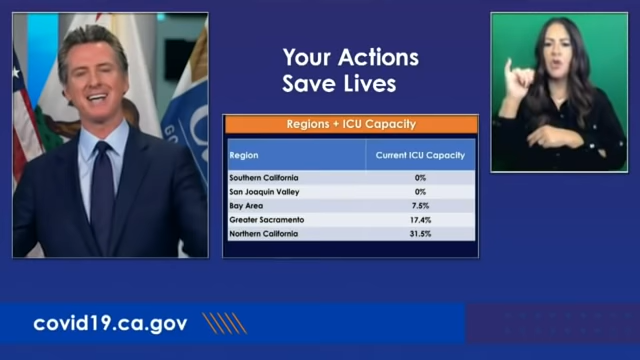 Your Actions
Save Lives
Regions + ICU Capacity
Region Current ICU Capacity
Southern California 0%
San Joaquin Valley 0%
Bay Area 7.5%
Greater Sacramento 17.4%
Northern California 31.5%
covid19.ca.gov